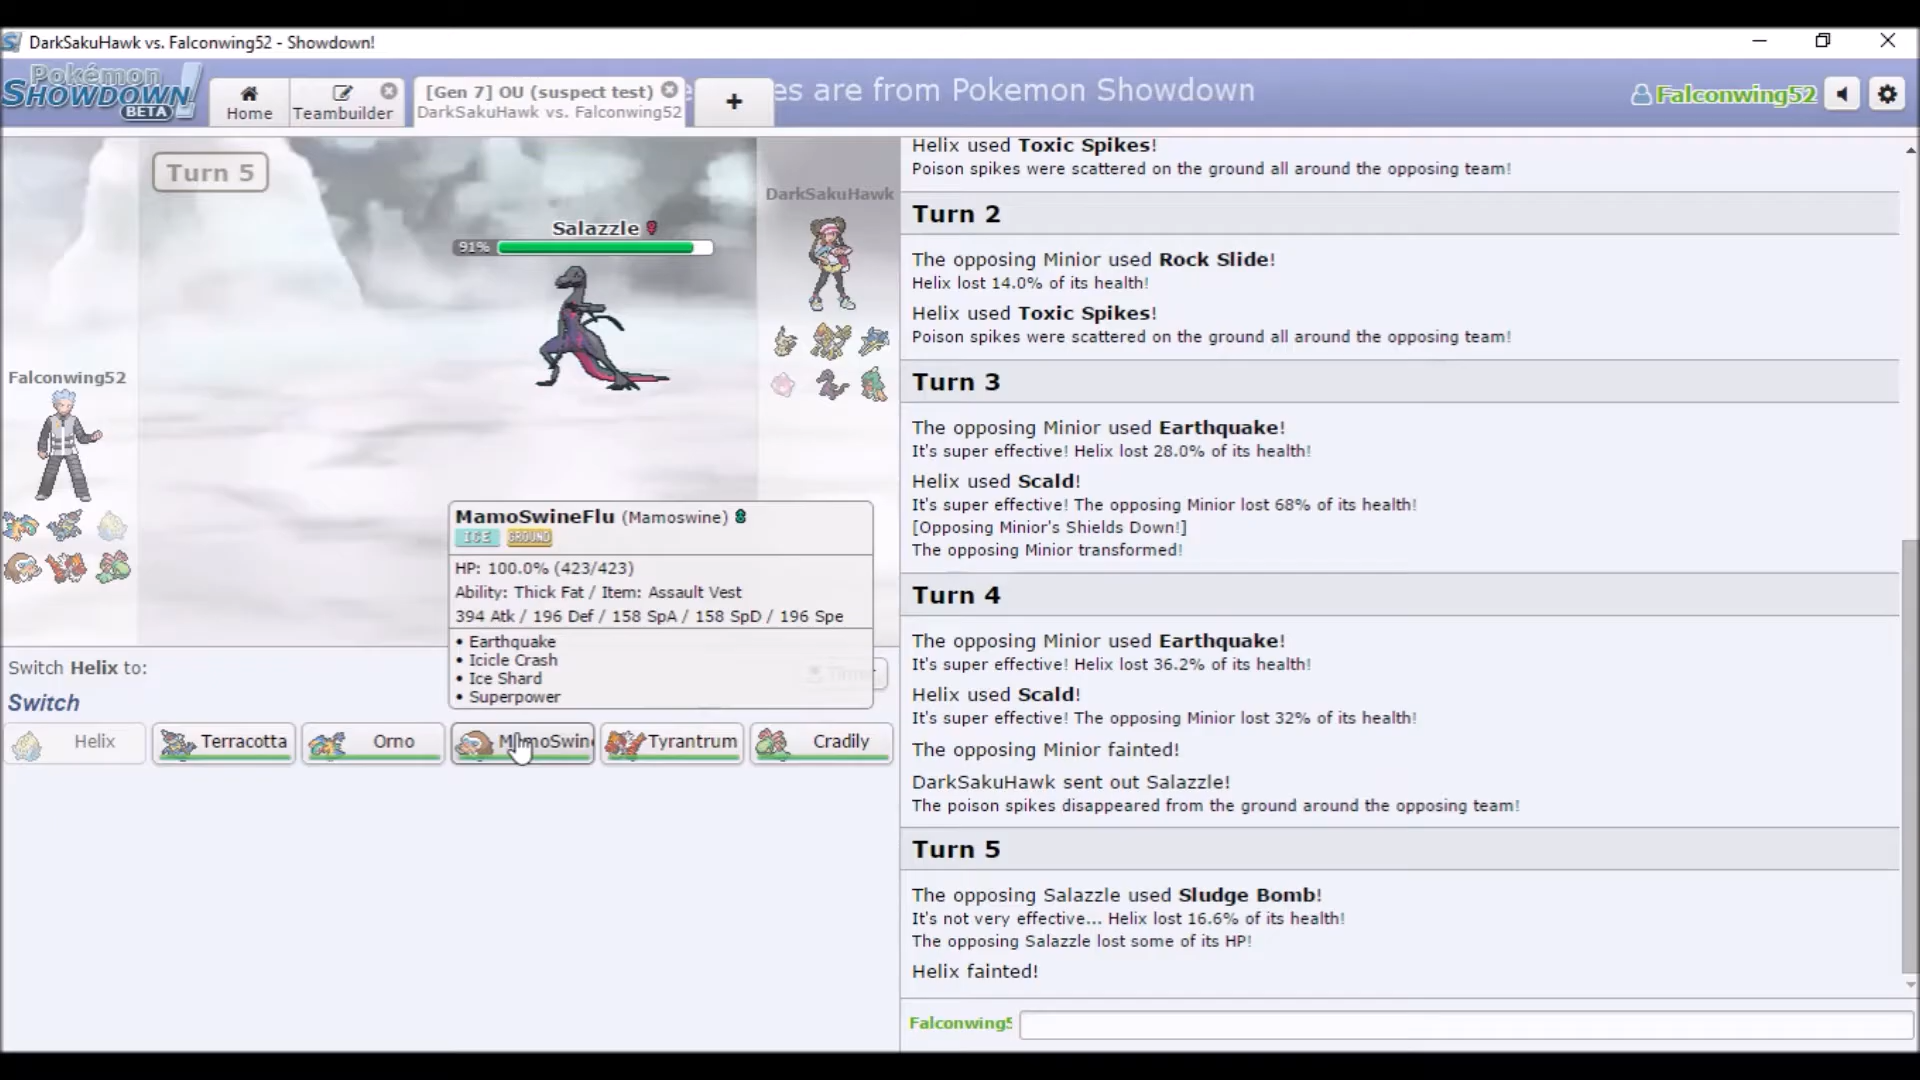 DarkSakuHawk vs. Falconwing52 - Showdown!
Pokémon
SHOWDOWN!
BETA
Home
Teambuilder
[Gen 7] OU (suspect test)
DarkSakuHawk vs. Falconwing52
es are from Pokemon Showdown
Falconwing52
Turn 5
DarkSakuHawk
Salazzle
91%
Falconwing52
MamoSwineFlu (Mamoswine)
ICE GROUND
HP: 100.0% (423/423)
Ability: Thick Fat / Item: Assault Vest
394 Atk / 196 Def / 158 SpA / 158 SpD / 196 Spe
• Earthquake
• Icicle Crash
• Ice Shard
• Superpower
Switch Helix to:
Timer
Switch
Helix
Terracotta
Orno
MamoSwin
Tyrantrum
Cradily
Helix used Toxic Spikes!
Poison spikes were scattered on the ground all around the opposing team!
Turn 2
The opposing Minior used Rock Slide!
Helix lost 14.0% of its health!
Helix used Toxic Spikes!
Poison spikes were scattered on the ground all around the opposing team!
Turn 3
The opposing Minior used Earthquake!
It's super effective! Helix lost 28.0% of its health!
Helix used Scald!
It's super effective! The opposing Minior lost 68% of its health!
[Opposing Minior's Shields Down!]
The opposing Minior transformed!
Turn 4
The opposing Minior used Earthquake!
It's super effective! Helix lost 36.2% of its health!
Helix used Scald!
It's super effective! The opposing Minior lost 32% of its health!
The opposing Minior fainted!
DarkSakuHawk sent out Salazzle!
The poison spikes disappeared from the ground around the opposing team!
Turn 5
The opposing Salazzle used Sludge Bomb!
It's not very effective... Helix lost 16.6% of its health!
The opposing Salazzle lost some of its HP!
Helix fainted!
Falconwing5